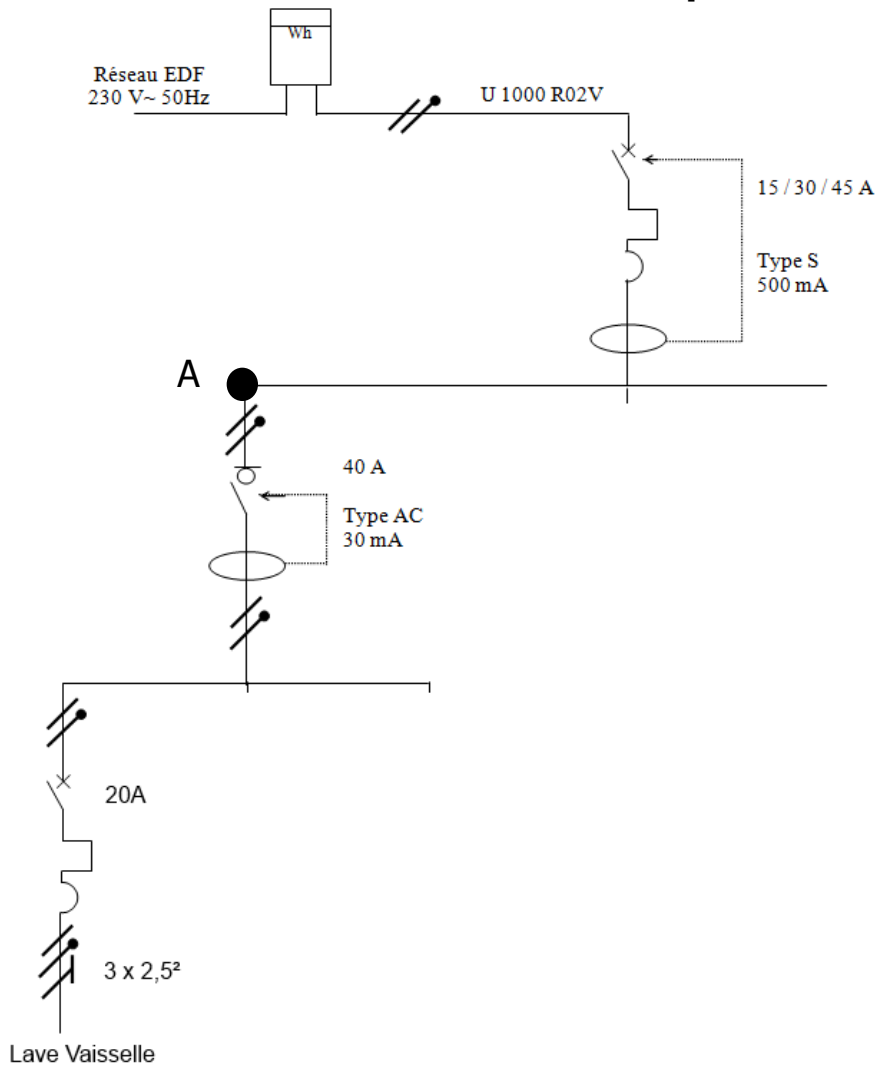 Wh
Réseau EDF
230 V~ 50Hz
U 1000 R02V
15 / 30 / 45 A
Type S
500 mA
A
40 A
Type AC
30 mA
20A
3 x 2,5²
Lave Vaisselle